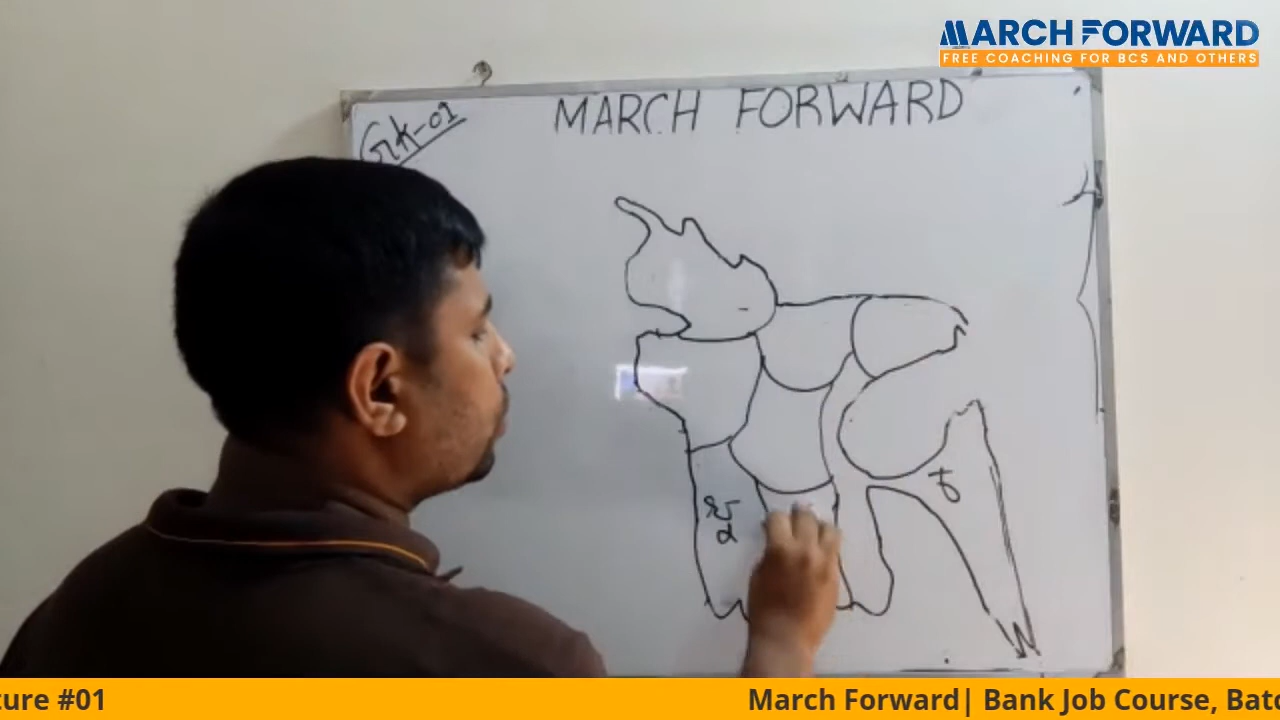 MARCH FORWARD
FREE COACHING FOR BCS AND OTHERS
GK-01
MARCH FORWARD
খু
চ
ture #01
March Forward| Bank Job Course, Batc